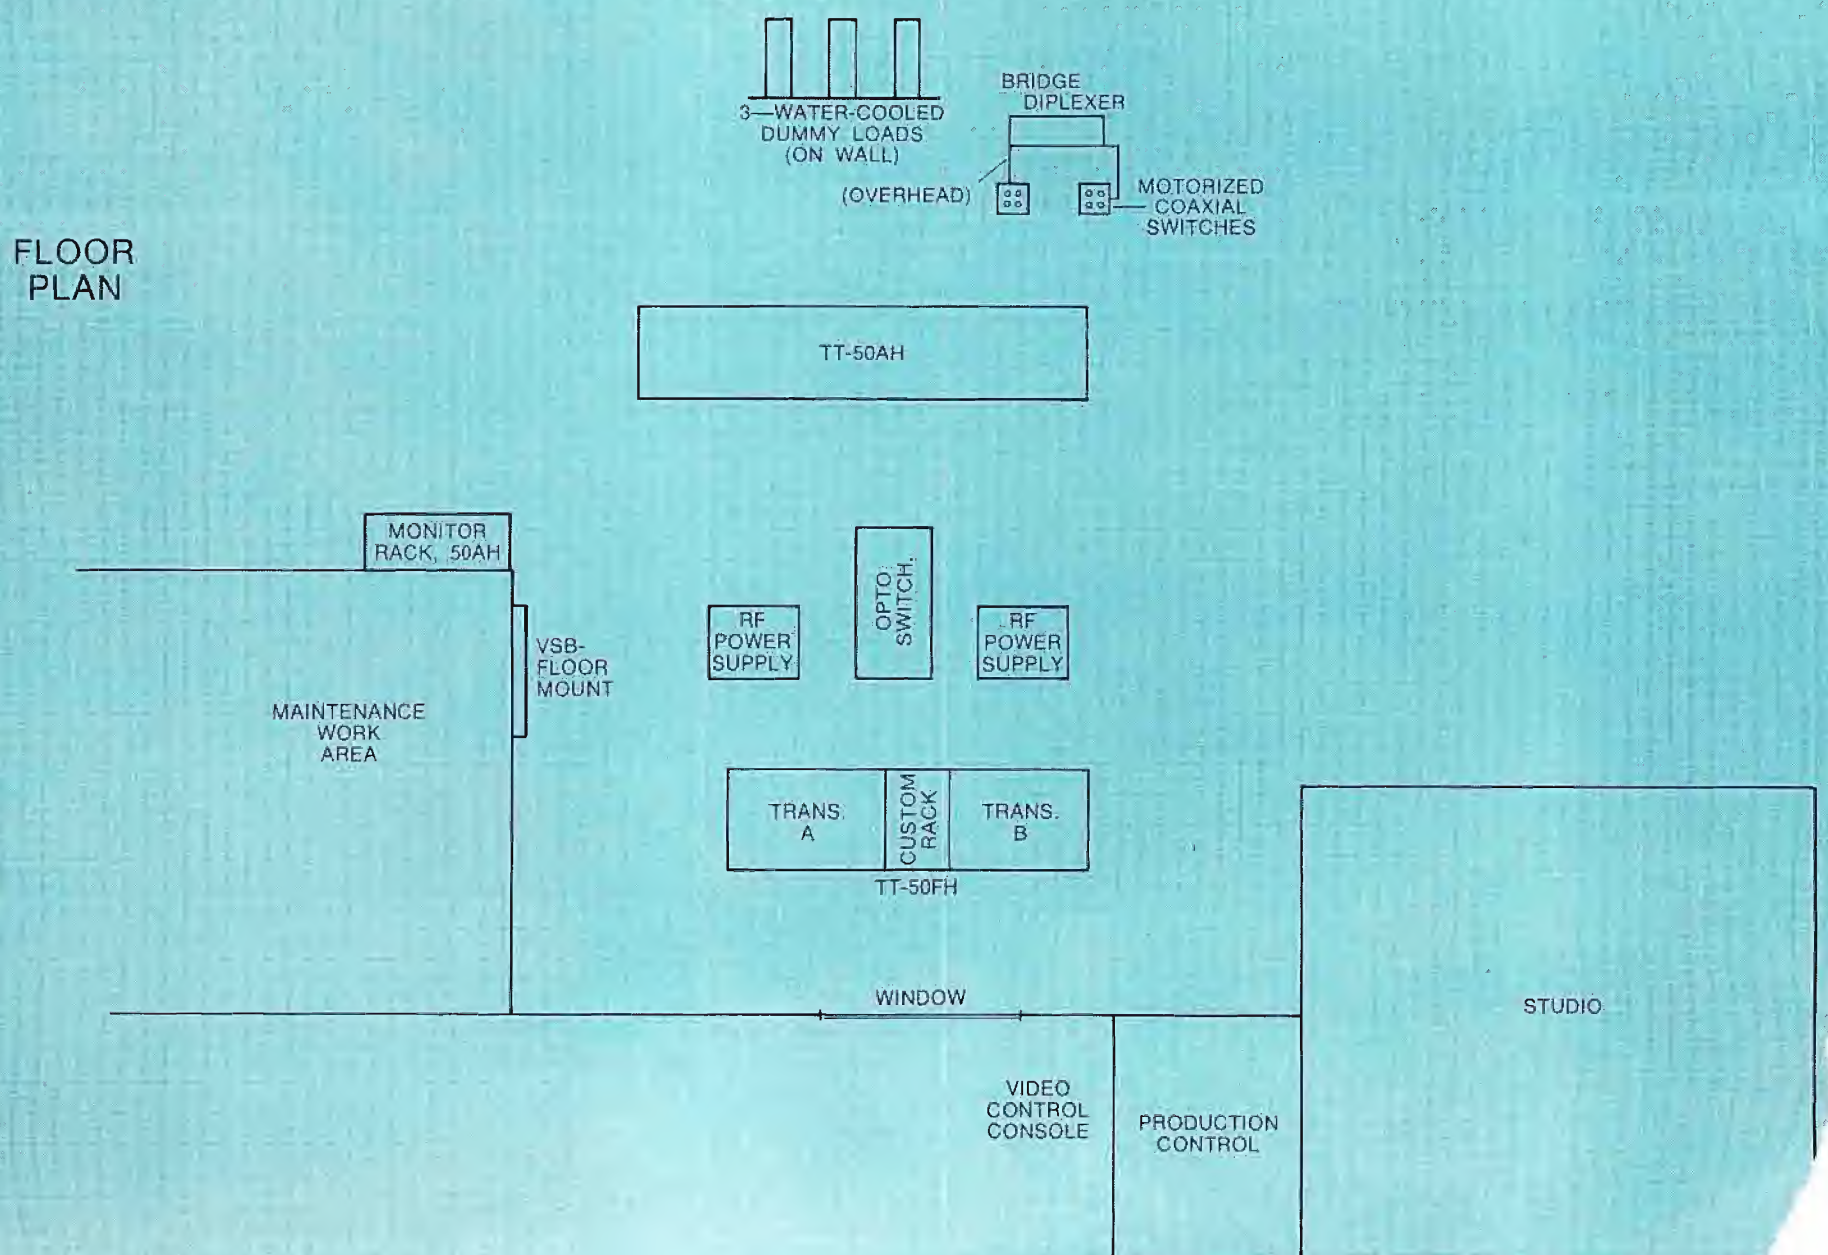 3—WATER-COOLED
DUMMY LOADS
(ON WALL)
BRIDGE
DIPLEXER
(OVERHEAD)
MOTORIZED
COAXIAL
SWITCHES
FLOOR
PLAN
TT-50AH
MONITOR
RACK, 50AH
VSB-
FLOOR
MOUNT
RF
POWER
SUPPLY
OPTO
SWITCH.
RF
POWER
SUPPLY
MAINTENANCE
WORK
AREA
TRANS.
A
CUSTOM
RACK
TRANS.
B
TT-50FH
WINDOW
STUDIO
VIDEO
CONTROL
CONSOLE
PRODUCTION
CONTROL